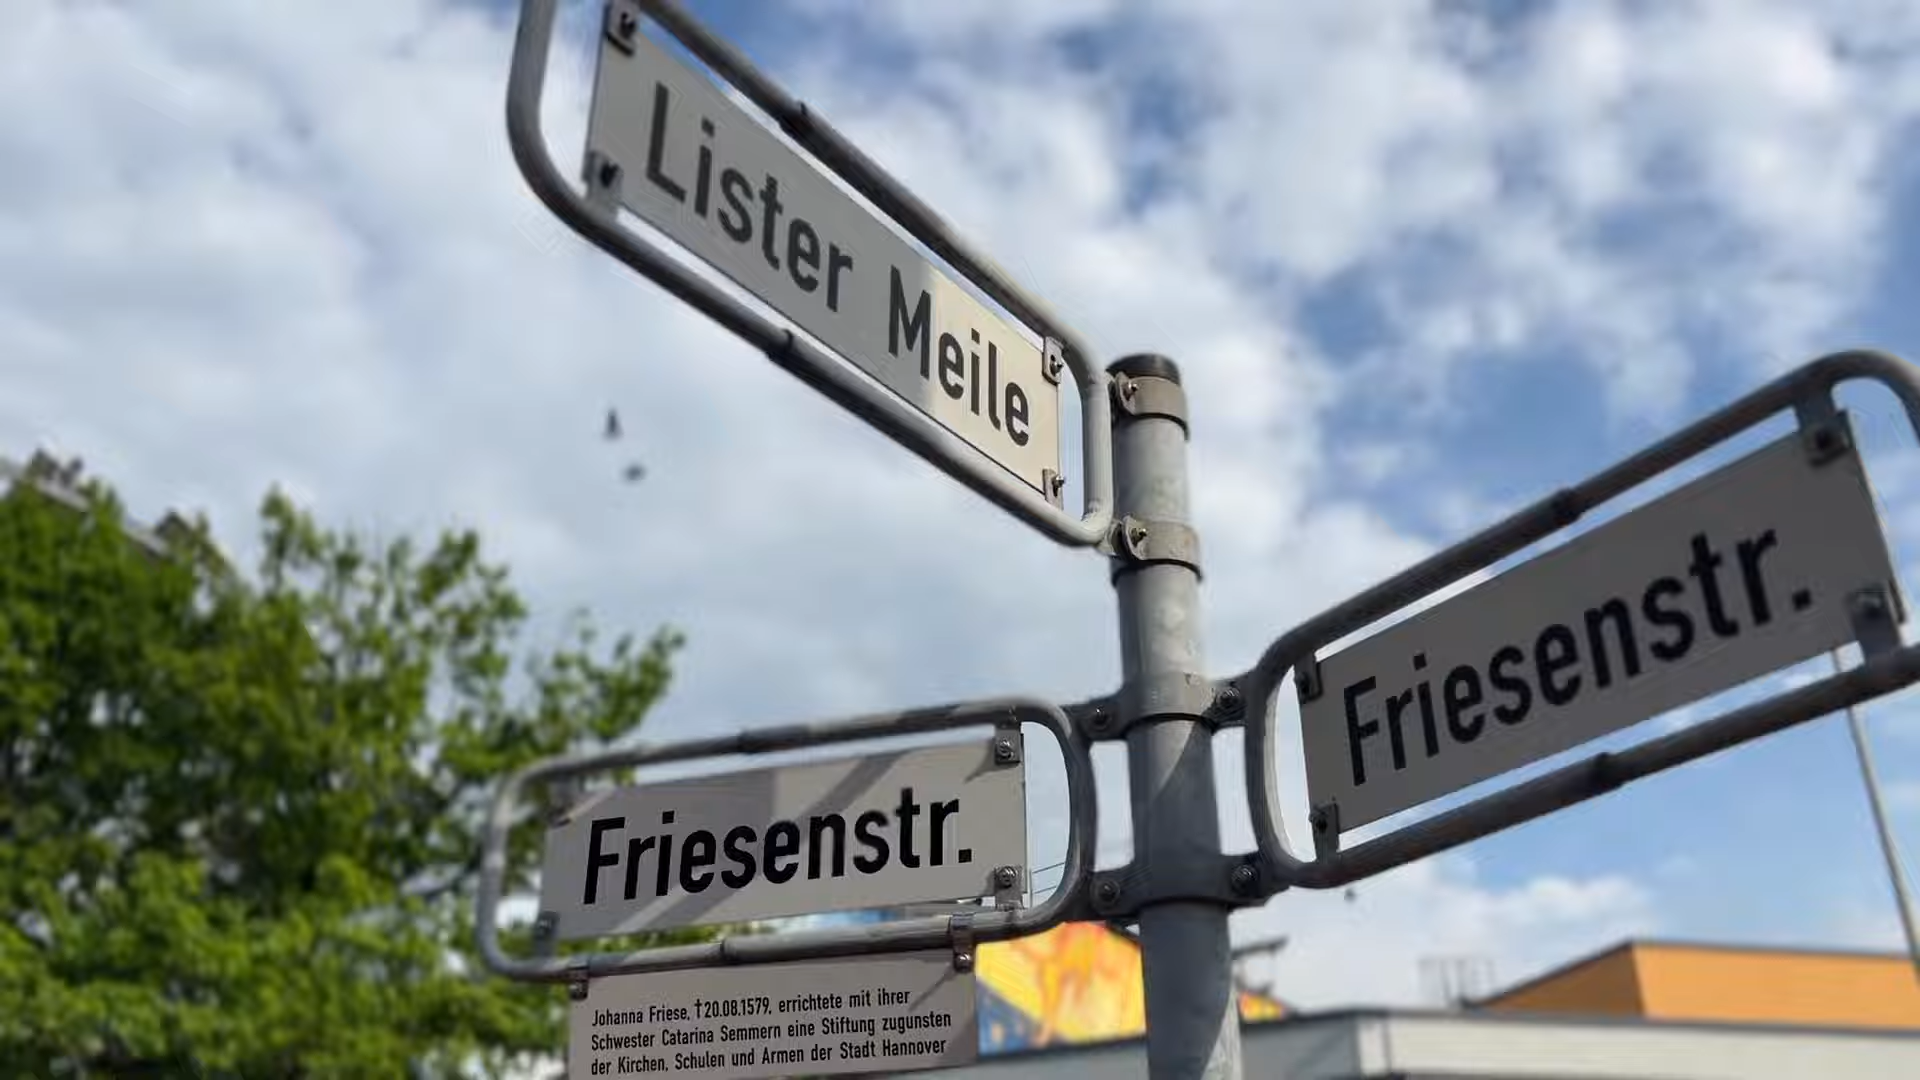 Lister Meile
Friesenstr.
Friesenstr.
Johanna Friese, †20.08.1579, errichtete mit ihrer
Schwester Catarina Semmern eine Stiftung zugunsten
der Kirchen, Schulen und Armen der Stadt Hannover